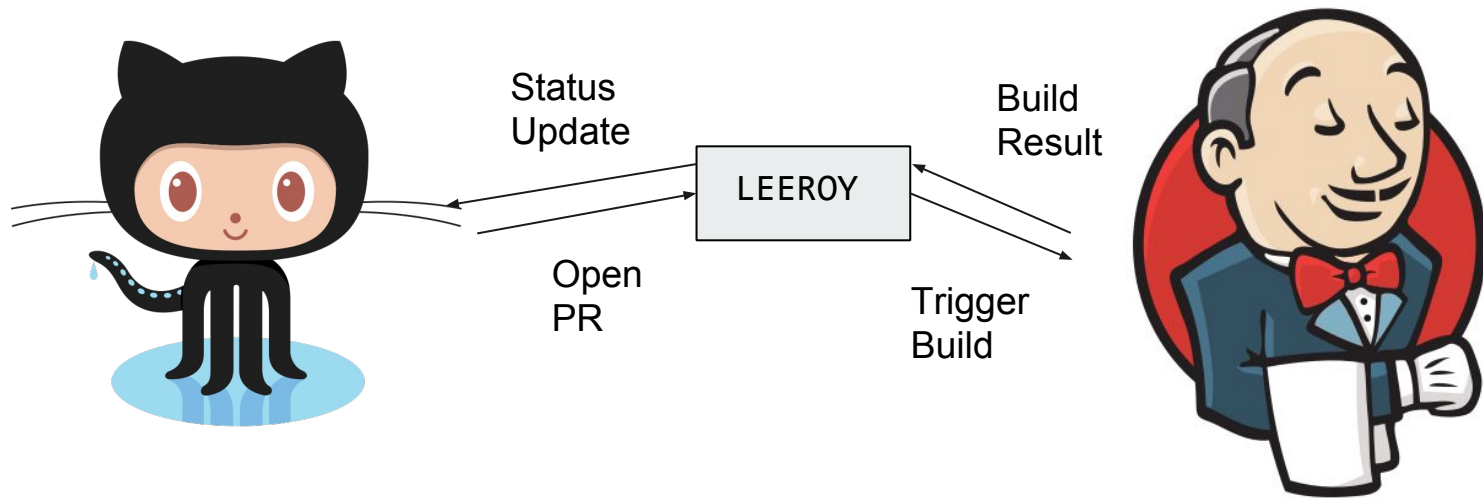 Status
Update
Build
Result
LEEROY
Open
PR
Trigger
Build